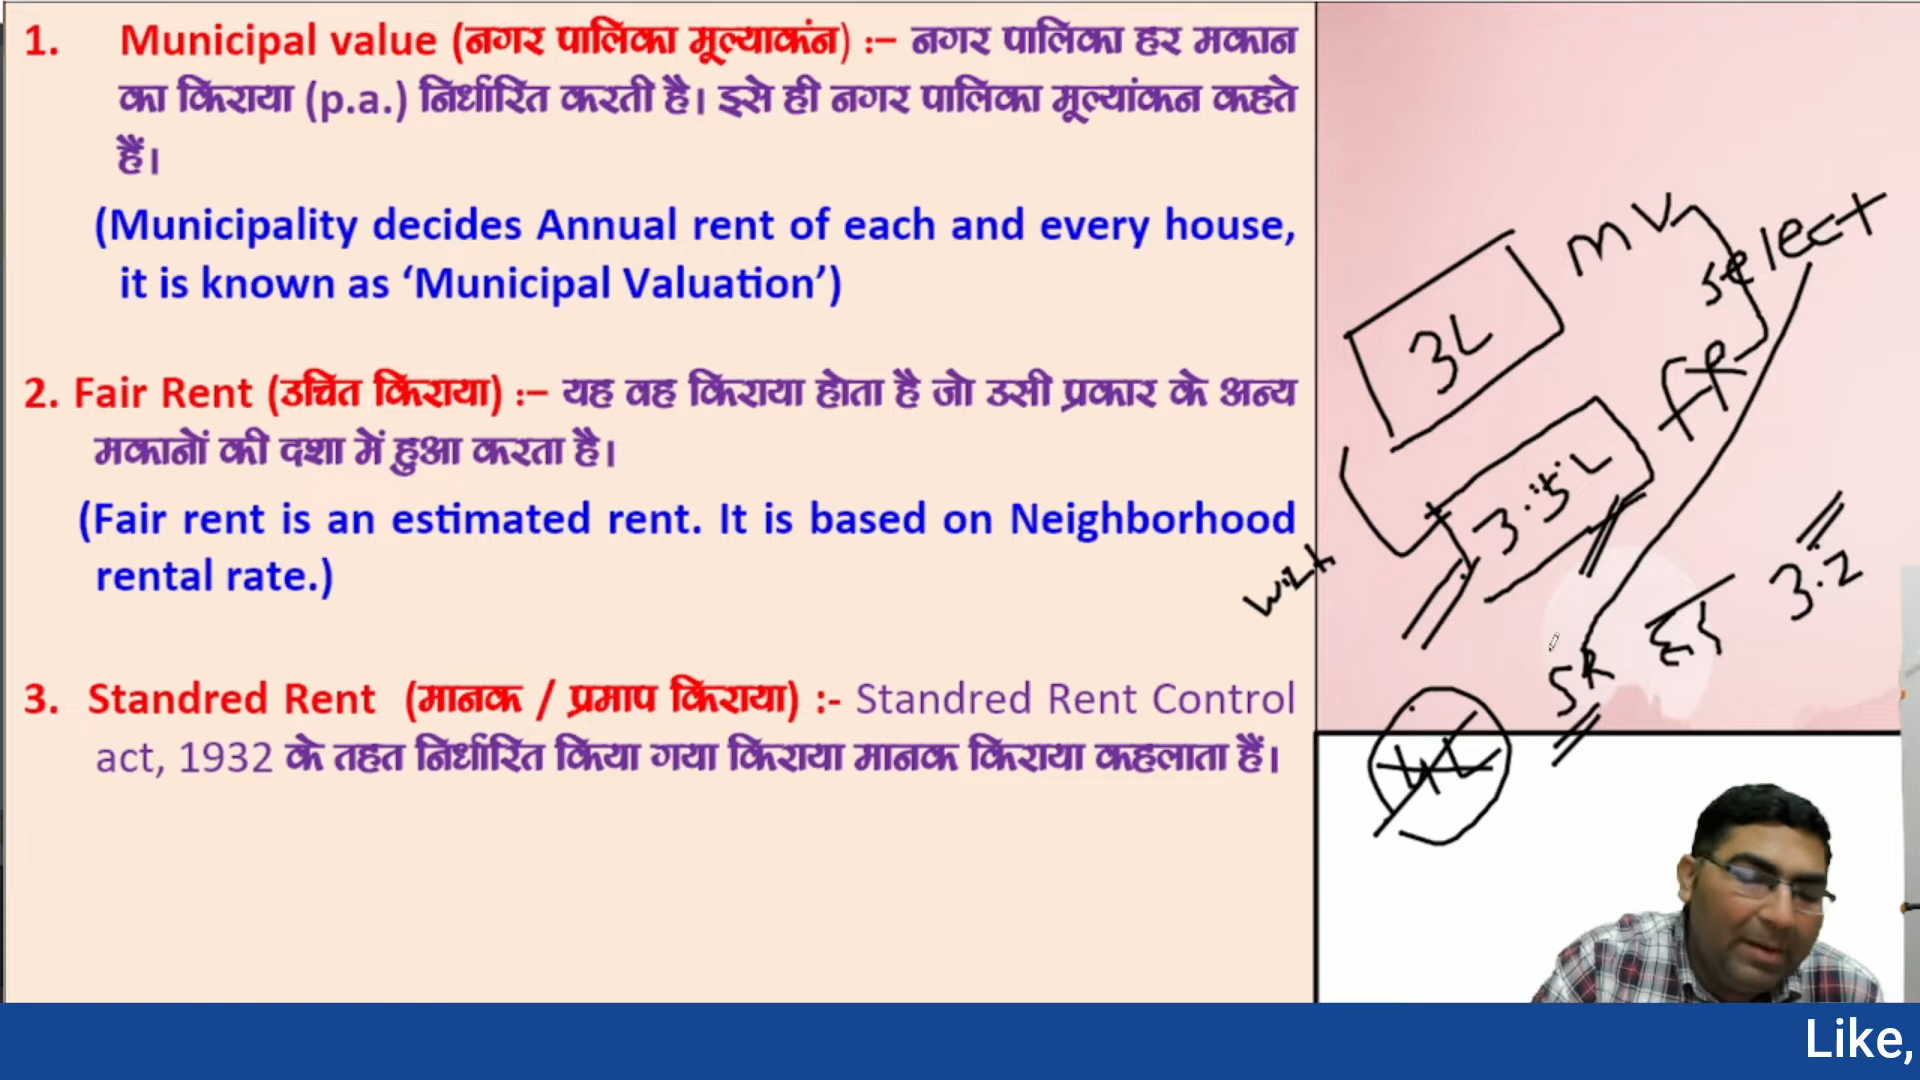 1. Municipal value (नगर पालिका मूल्याकंन) :– नगर पालिका हर मकान
का किराया (p.a.) निर्धारित करती है। इसे ही नगर पालिका मूल्यांकन कहते
हैं।
(Municipality decides Annual rent of each and every house,
it is known as ‘Municipal Valuation’)
2. Fair Rent (उचित किराया) :– यह वह किराया होता है जो उसी प्रकार के अन्य
मकानों की दशा में हुआ करता है।
(Fair rent is an estimated rent. It is based on Neighborhood
rental rate.)
3. Standred Rent (मानक / प्रमाप किराया) :- Standred Rent Control
act, 1932 के तहत निर्धारित किया गया किराया मानक किराया कहलाता हैं।
MV
select
3L
FR
3.5L
3.2
SR
4L
Like,